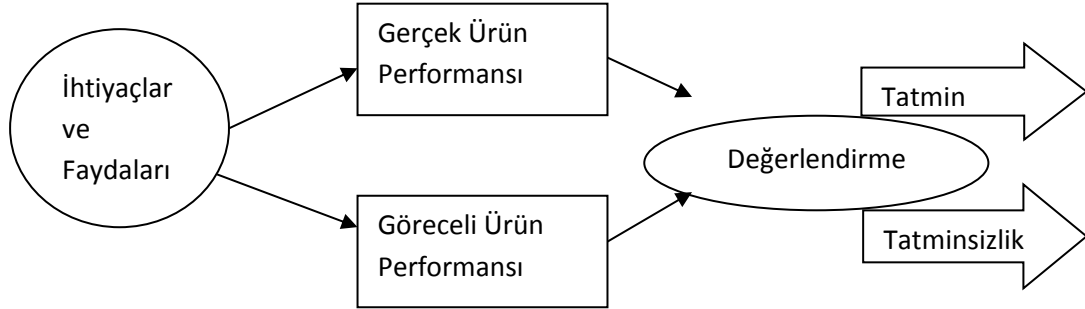 İhtiyaçlar
ve
Faydaları
Gerçek Ürün
Performansı
Göreceli Ürün
Performansı
Değerlendirme
Tatmin
Tatminsizlik